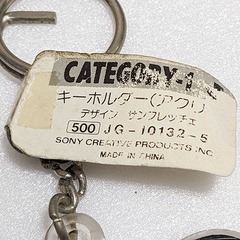 CATEGORY-1
キーホルダー(アクリ
デザイン サンフレッチェ
500 JG-10132-5
SONY CREATIVE PRODUCTS INC
MADE IN CHINA